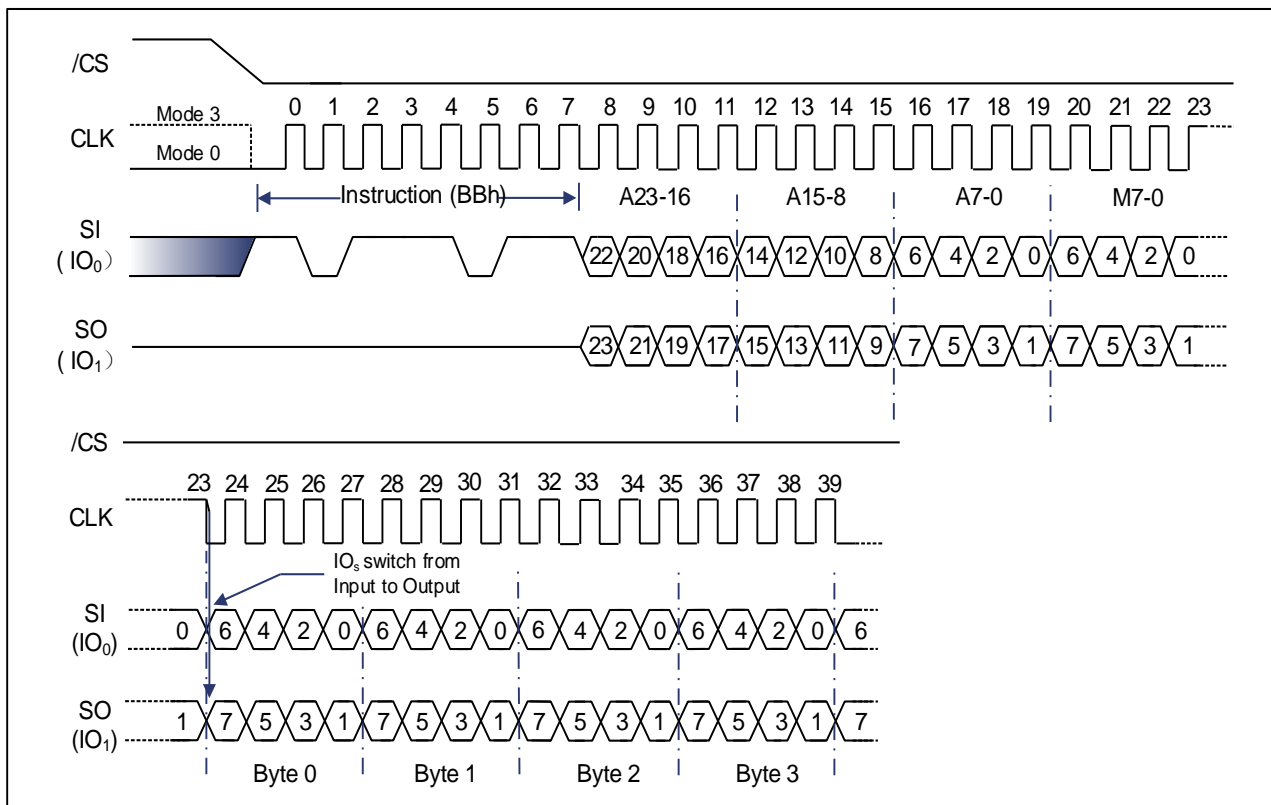 /CS
0 1 2 3 4 5 6 7 8 9 10 11 12 13 14 15 16 17 18 19 20 21 22 23
Mode 3
CLK
Mode 0
Instruction (BBh) A23-16 A15-8 A7-0 M7-0
SI
( IO0）
22 20 18 16 14 12 10 8 6 4 2 0 6 4 2 0
SO
( IO1）
23 21 19 17 15 13 11 9 7 5 3 1 7 5 3 1
/CS
23 24 25 26 27 28 29 30 31 32 33 34 35 36 37 38 39
CLK
IOs switch from
Input to Output
SI
(IO0)
0 6 4 2 0 6 4 2 0 6 4 2 0 6 4 2 0 6
SO
(IO1)
1 7 5 3 1 7 5 3 1 7 5 3 1 7 5 3 1 7
Byte 0 Byte 1 Byte 2 Byte 3